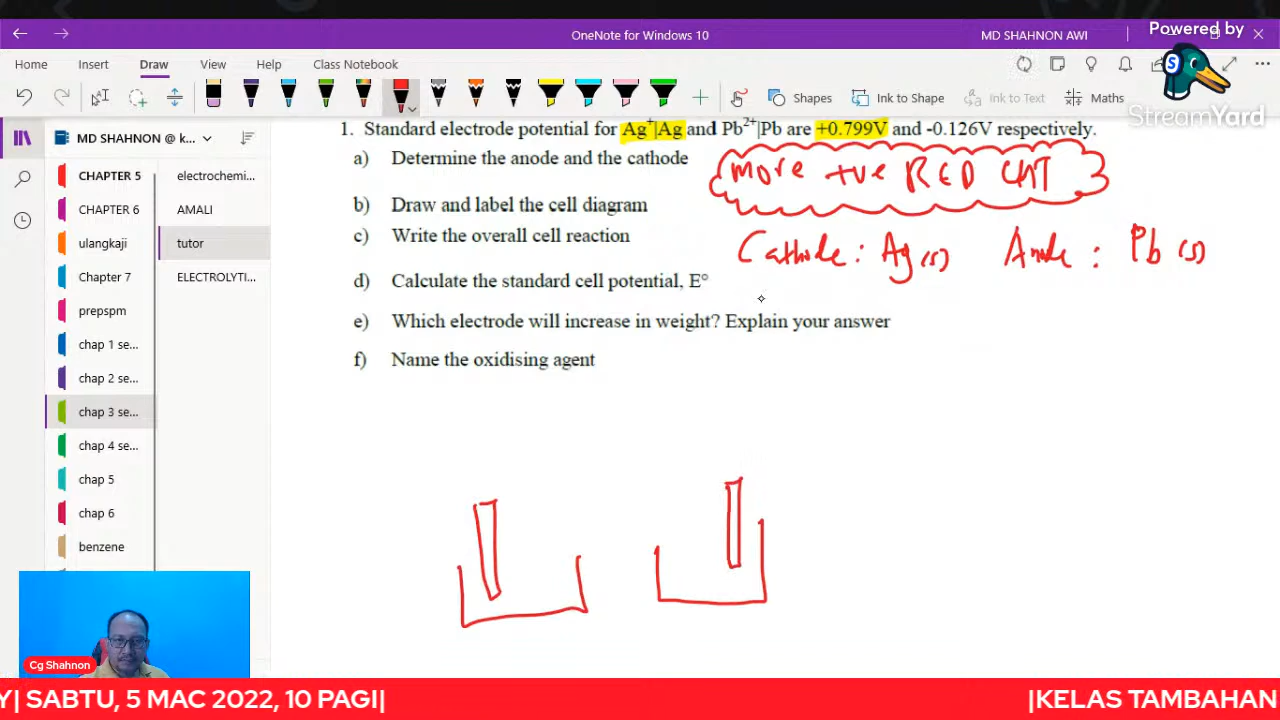 OneNote for Windows 10
MD SHAHNON AWI
Powered by
StreamYard
Home Insert Draw View Help Class Notebook
Shapes Ink to Shape Ink to Text Maths
MD SHAHNON @ k...
CHAPTER 5
CHAPTER 6
ulangkaji
Chapter 7
prepspm
chap 1 se...
chap 2 se...
chap 3 se...
chap 4 se...
chap 5
chap 6
benzene
electrochemi...
AMALI
tutor
ELECTROLYTI...
1. Standard electrode potential for Ag⁺|Ag and Pb²⁺|Pb are +0.799V and -0.126V respectively.
a) Determine the anode and the cathode
More +ve RED CAT
b) Draw and label the cell diagram
c) Write the overall cell reaction
Cathode : Ag (s) Anode : Pb (s)
d) Calculate the standard cell potential, E°
e) Which electrode will increase in weight? Explain your answer
f) Name the oxidising agent
Cg Shahnon
Y| SABTU, 5 MAC 2022, 10 PAGI| |KELAS TAMBAHAN